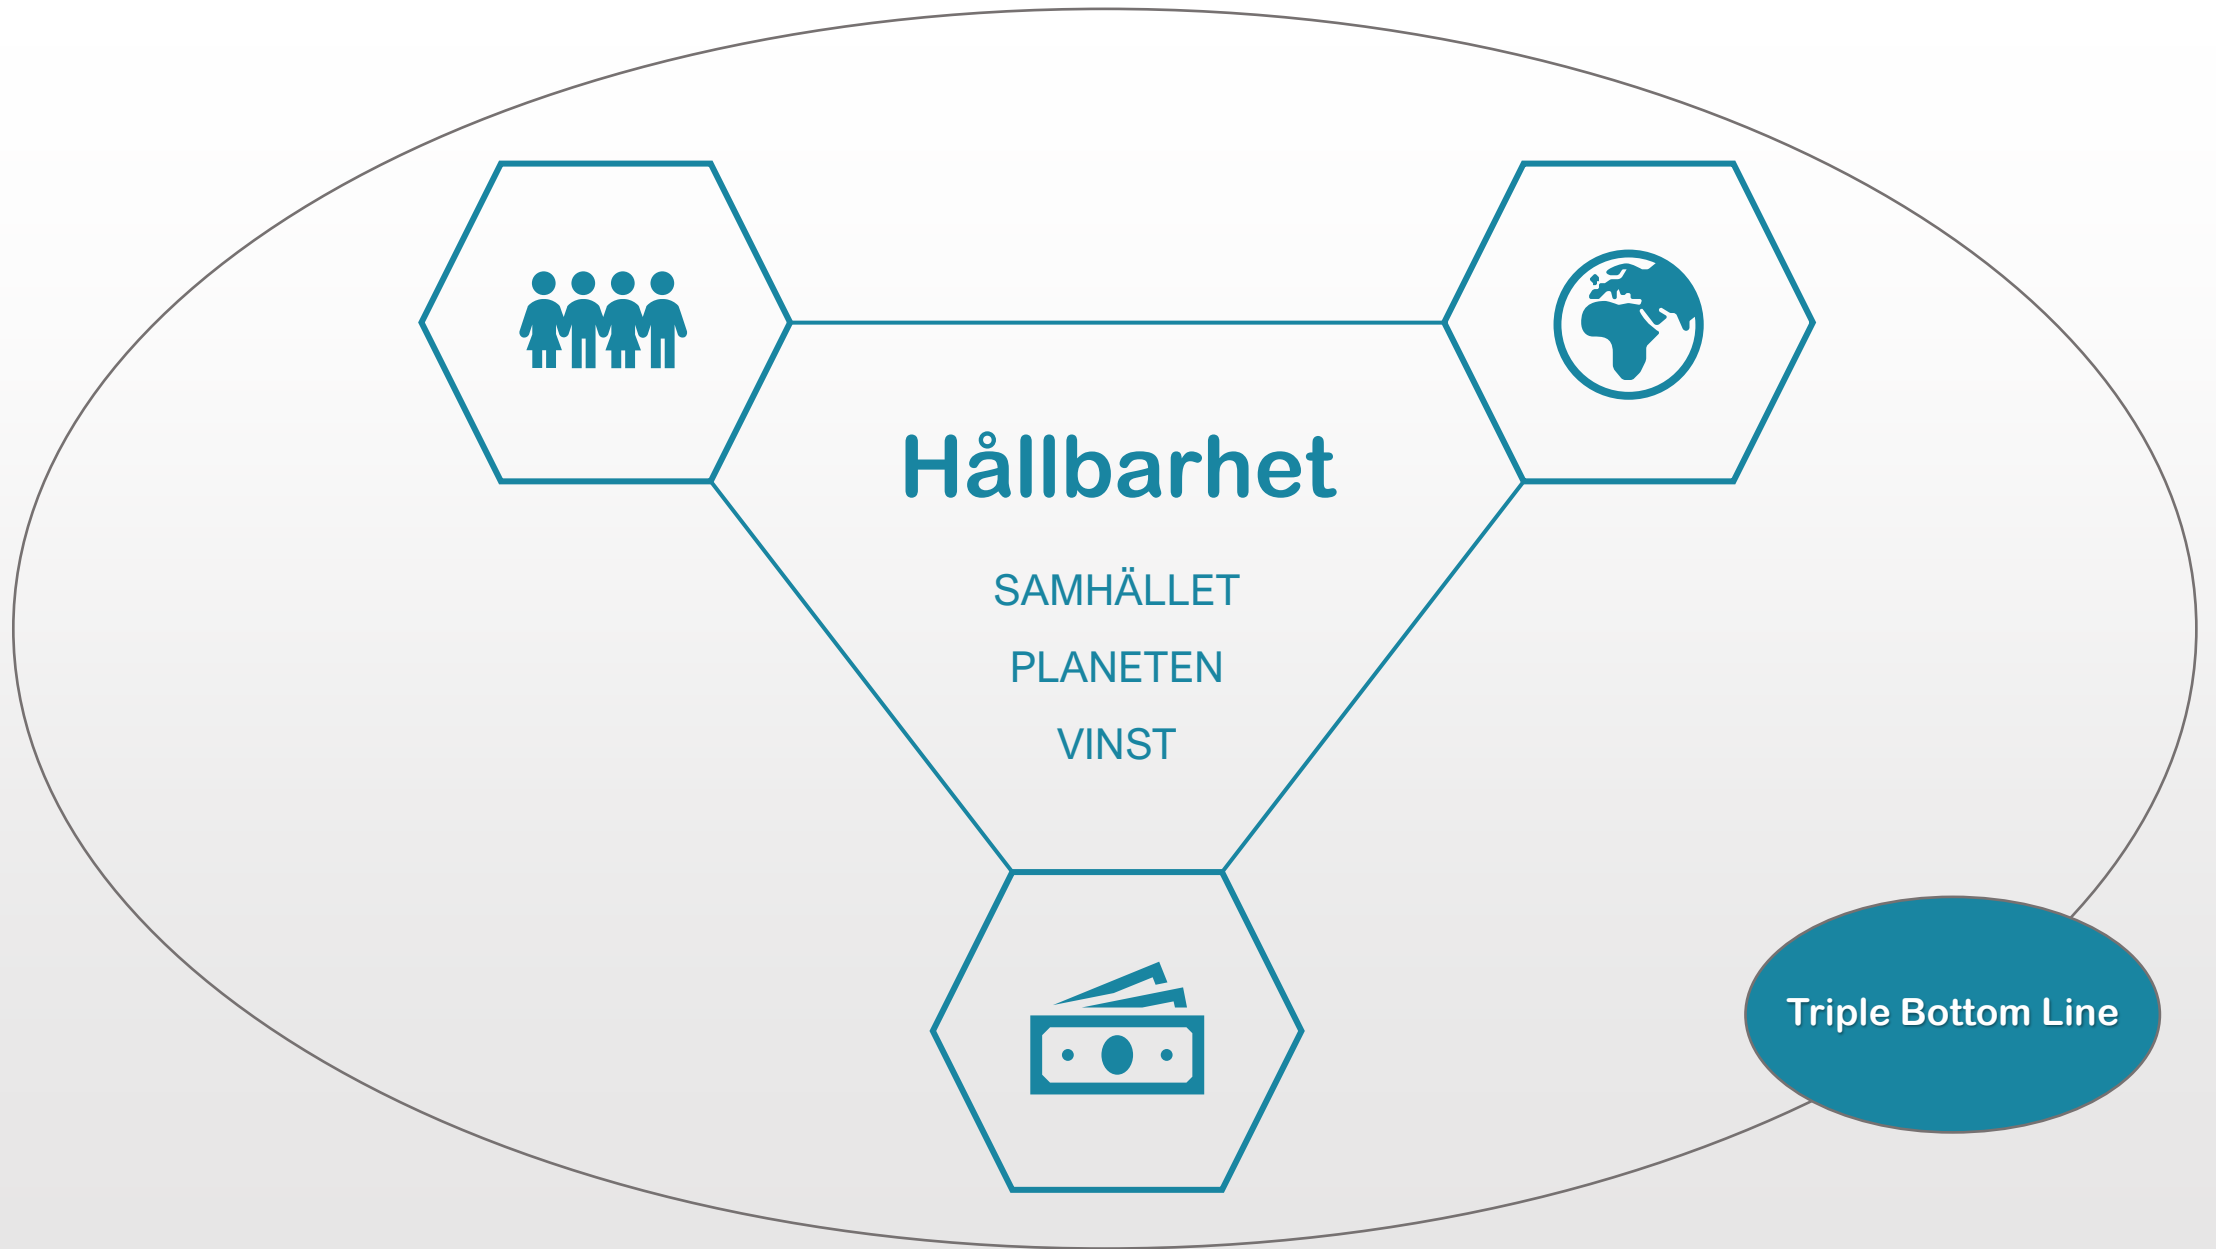 Hållbarhet
SAMHÄLLET
PLANETEN
VINST
Triple Bottom Line